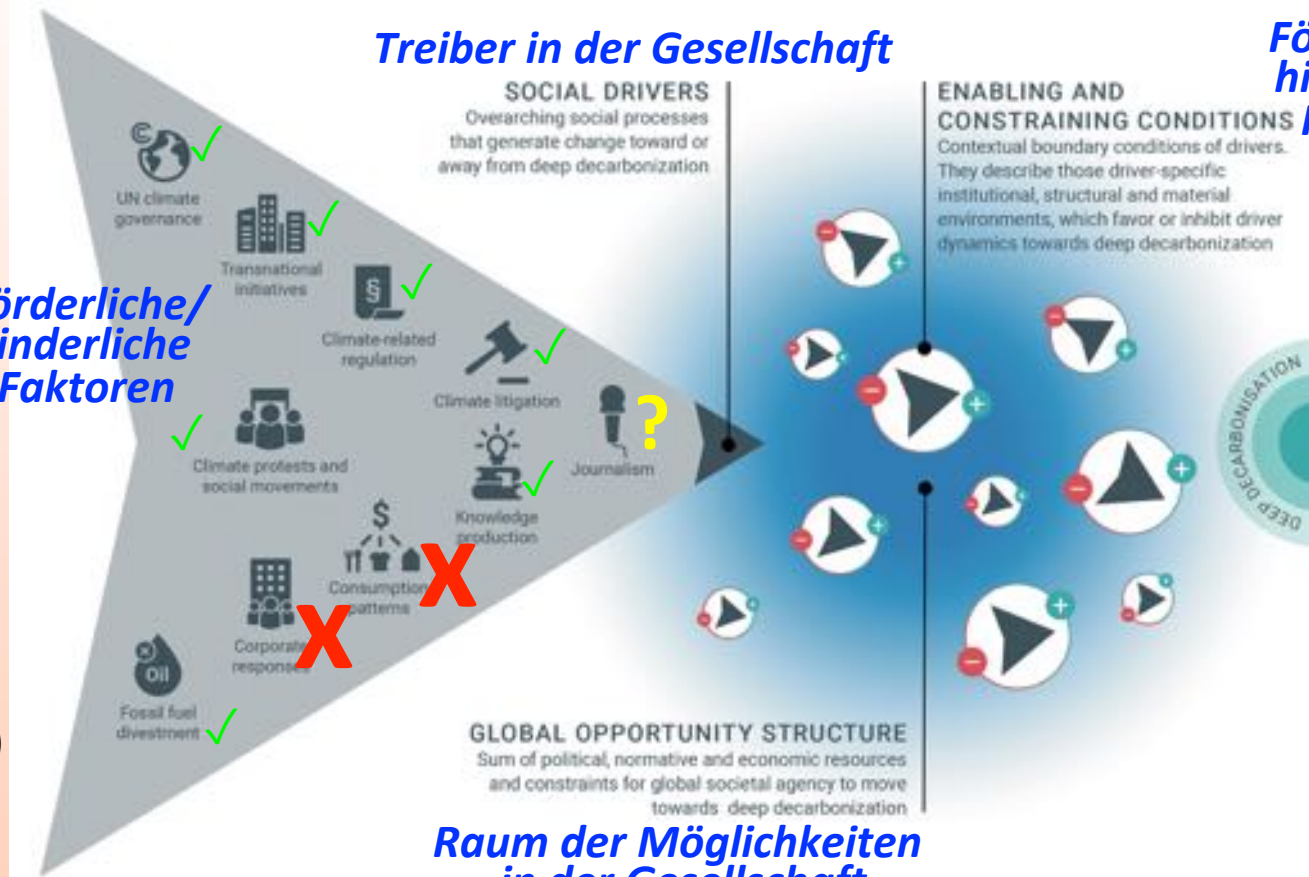 Treiber in der Gesellschaft
Fö
hi
SOCIAL DRIVERS
Overarching social processes
that generate change toward or
away from deep decarbonization
ENABLING AND
CONSTRAINING CONDITIONS
Contextual boundary conditions of drivers.
They describe those driver-specific
institutional, structural and material
environments, which favor or inhibit driver
dynamics towards deep decarbonization
UN climate
governance
Transnational
initiatives
§
Climate-related
regulation
örderliche/
inderliche
Faktoren
Climate litigation
?
Journalism
Climate protests and
social movements
Knowledge
production
$
Consumption
patterns
X
Corporate
responses
X
Oil
Fossil fuel
divestment
DEEP DECARBONISATION
GLOBAL OPPORTUNITY STRUCTURE
Sum of political, normative and economic resources
and constraints for global societal agency to move
towards deep decarbonization
Raum der Möglichkeiten
in der Gesellschaft